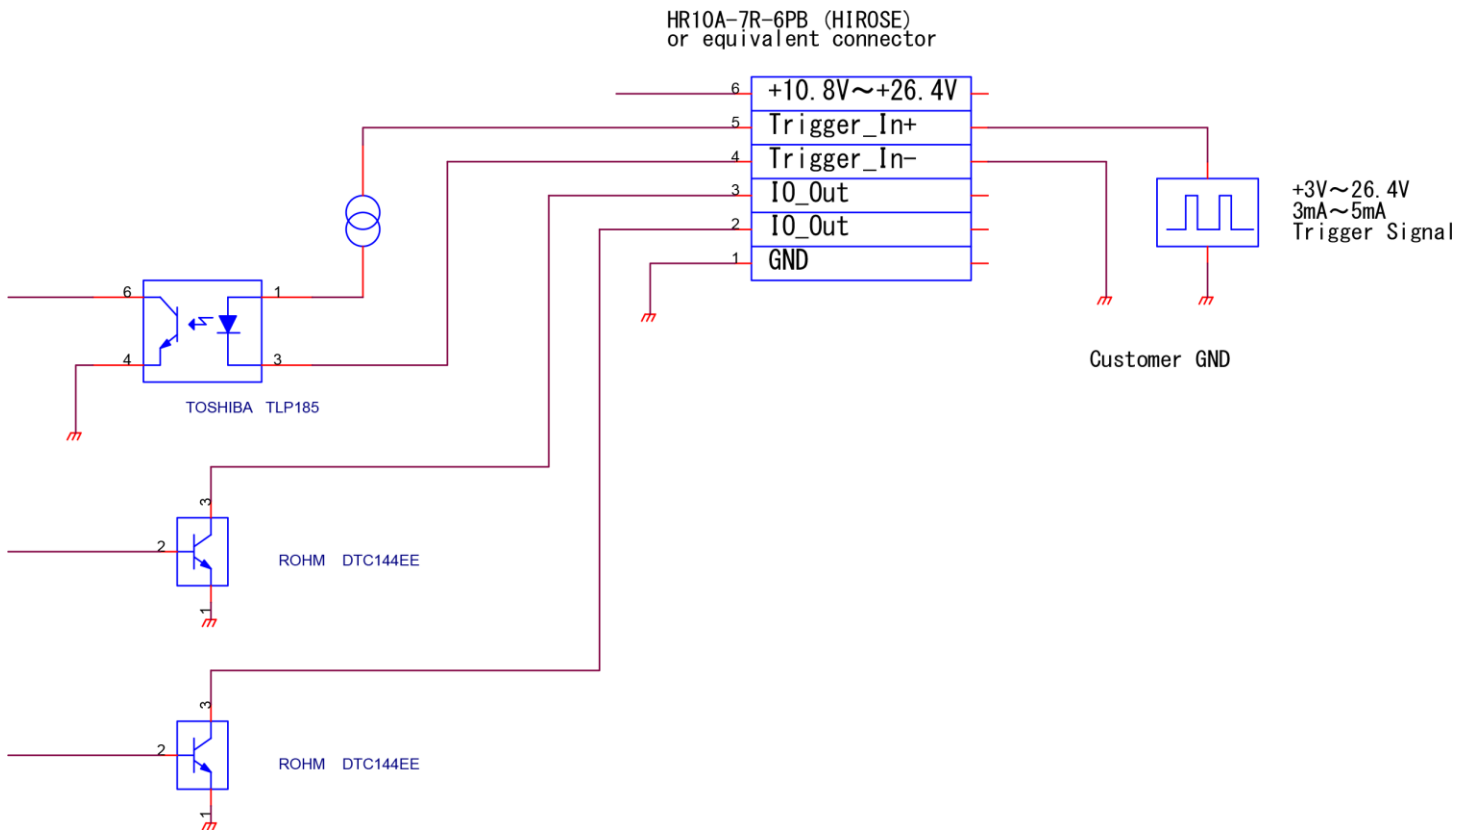 HR10A-7R-6PB (HIROSE)
or equivalent connector
6 +10.8V～+26.4V
5 Trigger_In+
4 Trigger_In-
3 IO_Out
2 IO_Out
1 GND
+3V～26.4V
3mA～5mA
Trigger Signal
Customer GND
6 1
4 3
TOSHIBA TLP185
3
2
ROHM DTC144EE
1
3
2
ROHM DTC144EE
1